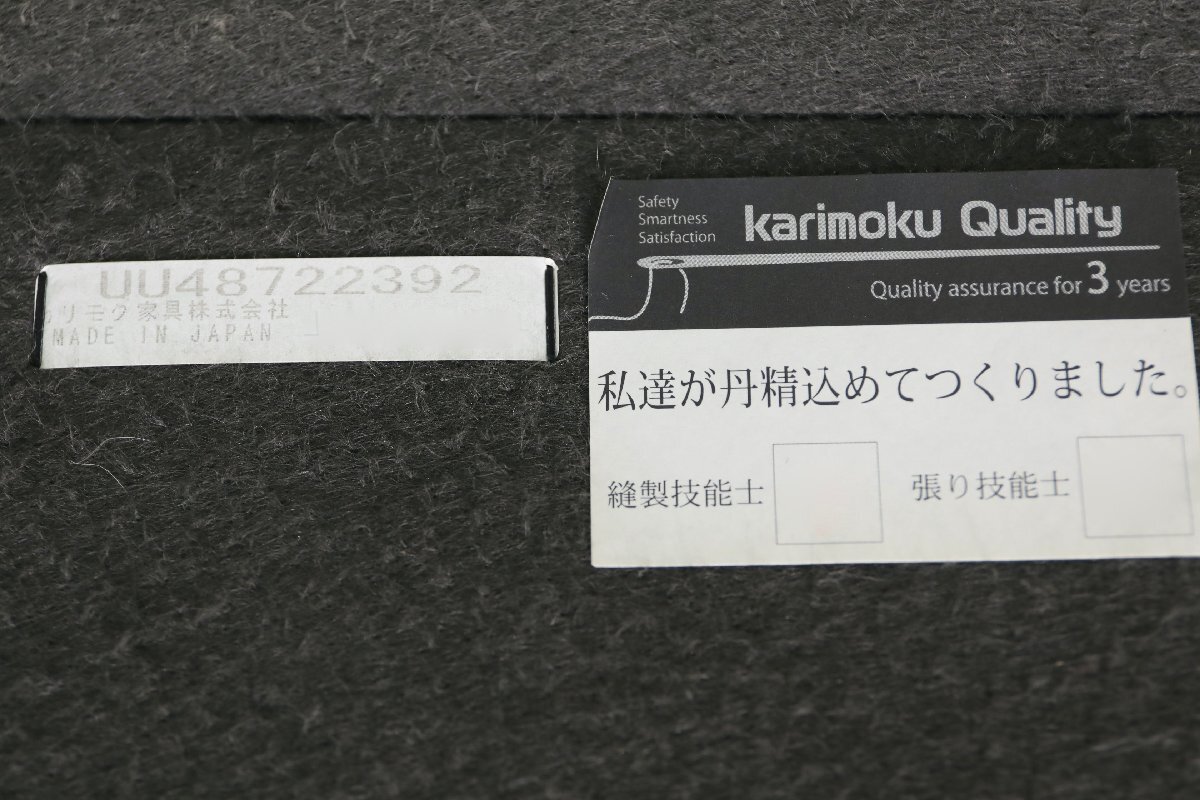 UU48722392
カリモク家具株式会社
MADE IN JAPAN
Safety
Smartness
Satisfaction
karimoku Quality
Quality assurance for 3 years
私達が丹精込めてつくりました。
縫製技能士
張り技能士